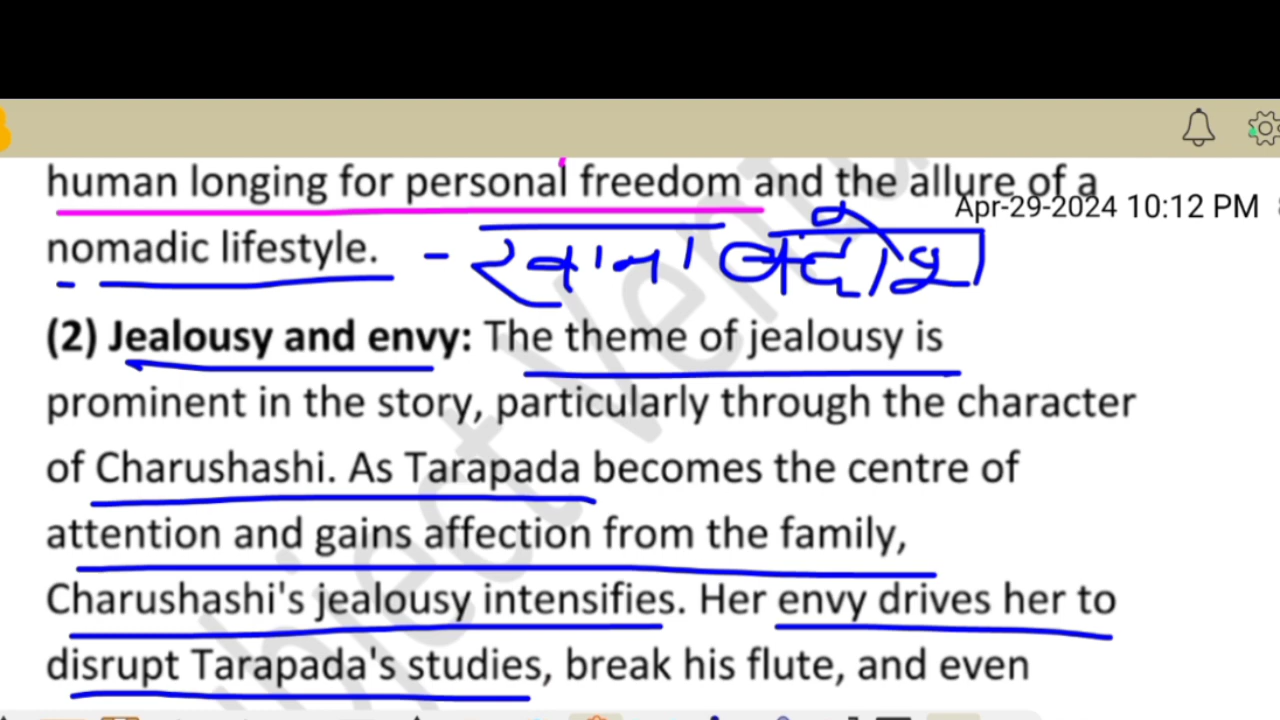 human longing for personal freedom and the allure of a
Apr-29-2024 10:12 PM
nomadic lifestyle. -
(2) Jealousy and envy: The theme of jealousy is
prominent in the story, particularly through the character
of Charushashi. As Tarapada becomes the centre of
attention and gains affection from the family,
Charushashi's jealousy intensifies. Her envy drives her to
disrupt Tarapada's studies, break his flute, and even